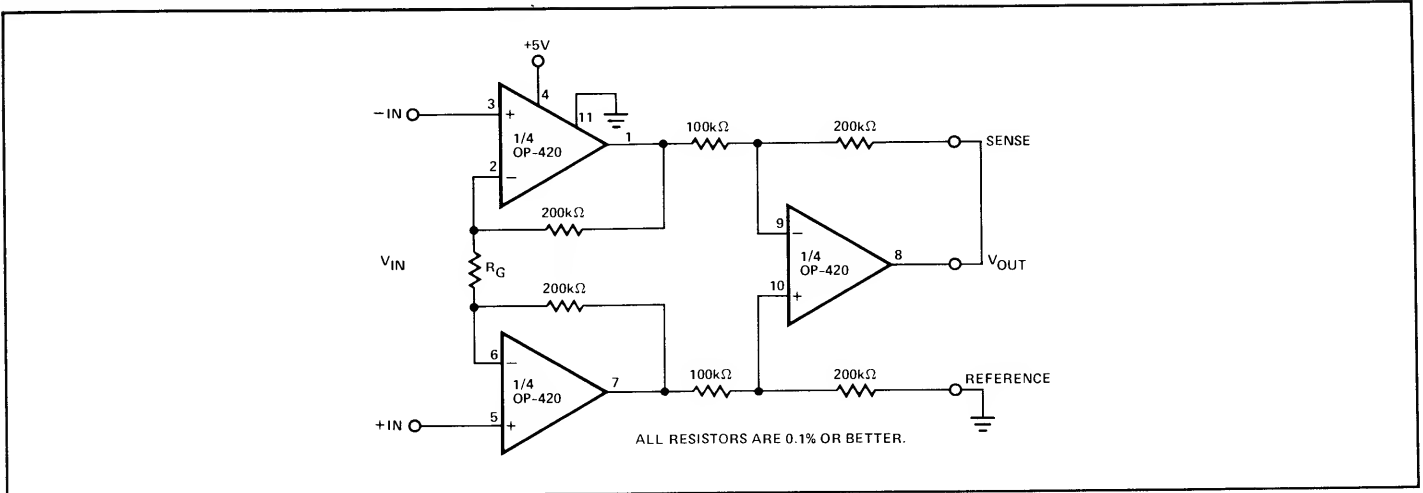 +5V
4
-IN
3
+
11
1/4
OP-420
1
100kΩ
200kΩ
SENSE
2
−
200kΩ
9
−
VIN
RG
1/4
OP-420
8
VOUT
200kΩ
10
+
6
−
1/4
OP-420
7
100kΩ
200kΩ
REFERENCE
+IN
5
+
ALL RESISTORS ARE 0.1% OR BETTER.